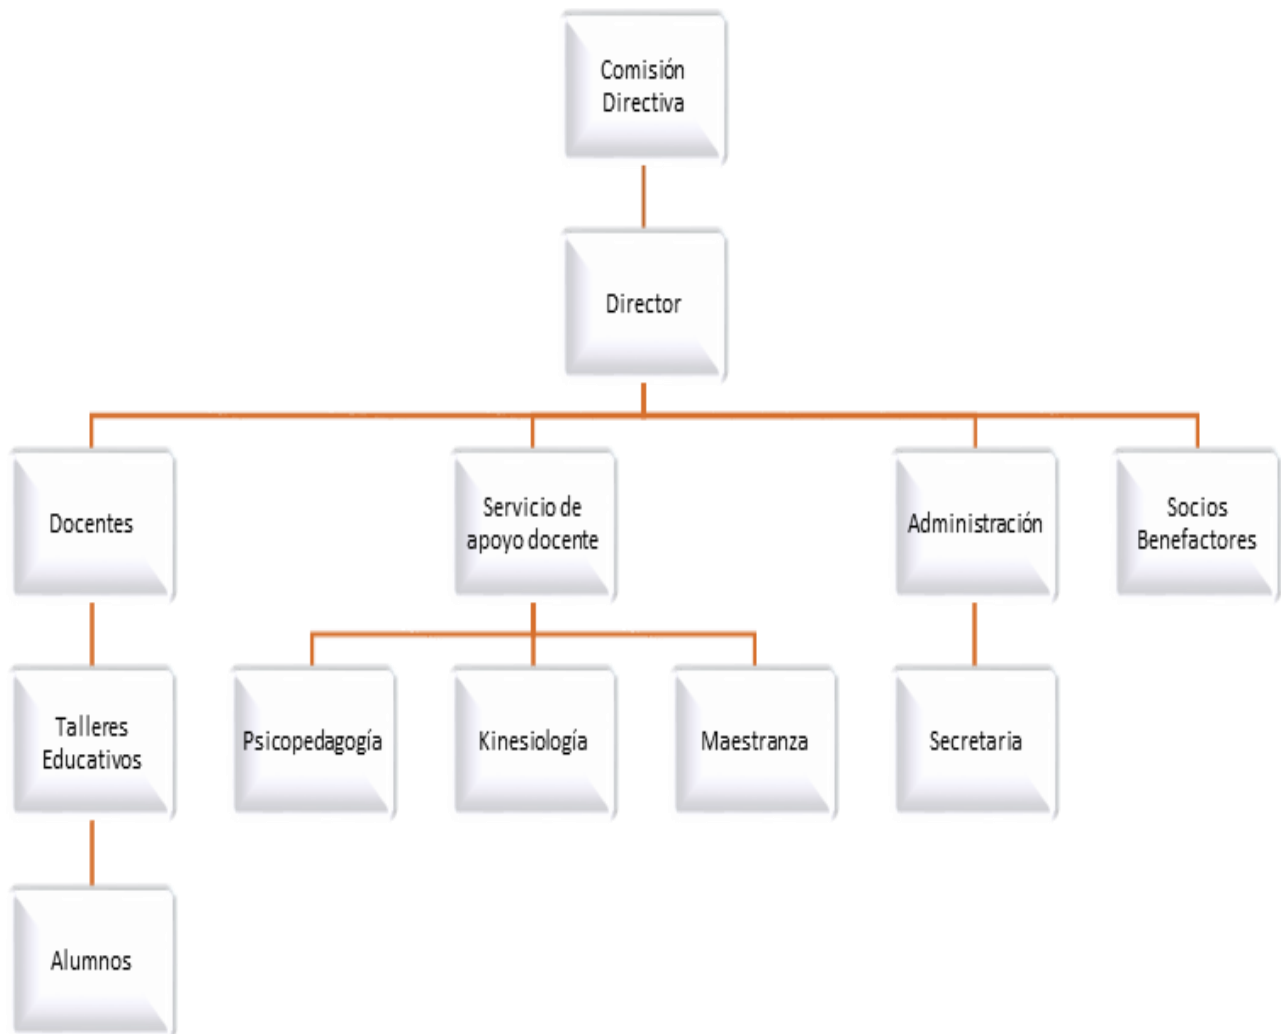 Comisión
Directiva
Director
Docentes
Servicio de
apoyo docente
Administración
Socios
Benefactores
Talleres
Educativos
Psicopedagogía
Kinesiología
Maestranza
Secretaria
Alumnos